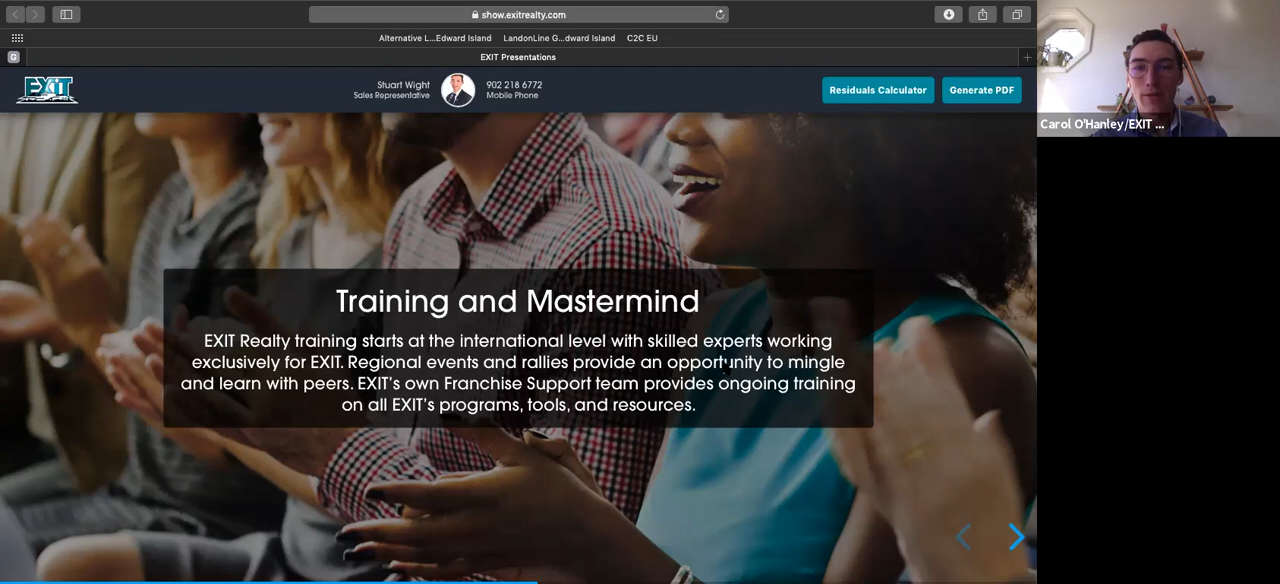 show.exitrealty.com
Alternative L...Edward Island LandonLine G...dward Island C2C EU
G
EXIT Presentations
EXIT
Stuart Wight
Sales Representative
902 218 6772
Mobile Phone
Residuals Calculator
Generate PDF
Carol O'Hanley/EXIT ...
Training and Mastermind
EXIT Realty training starts at the international level with skilled experts working
exclusively for EXIT. Regional events and rallies provide an opportunity to mingle
and learn with peers. EXIT's own Franchise Support team provides ongoing training
on all EXIT's programs, tools, and resources.